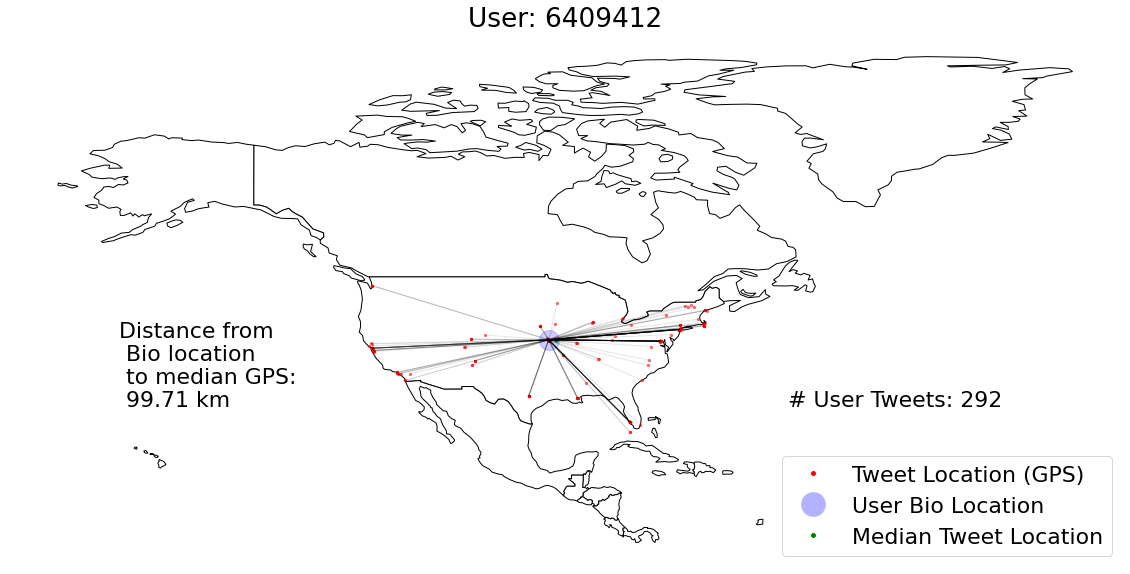 User: 6409412
Distance from
Bio location
to median GPS:
99.71 km
# User Tweets: 292
Tweet Location (GPS)
User Bio Location
Median Tweet Location